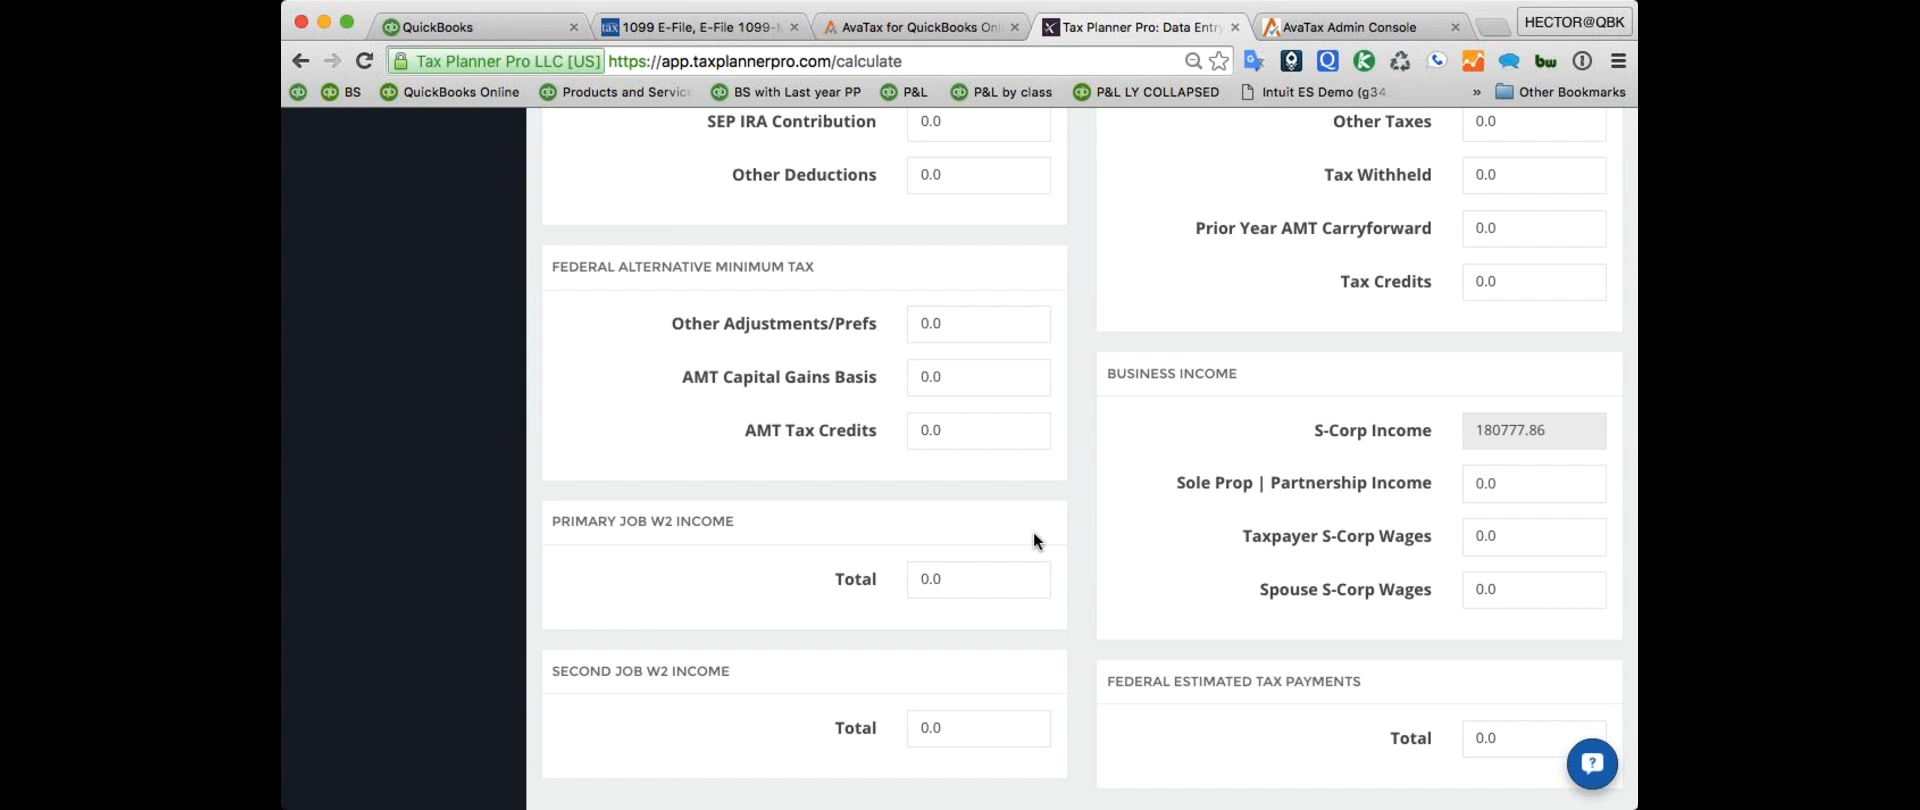 QuickBooks
tax 1099 E-File, E-File 1099-
AvaTax for QuickBooks Onl
Tax Planner Pro: Data Entr
AvaTax Admin Console
HECTOR@QBK
Tax Planner Pro LLC [US] https://app.taxplannerpro.com/calculate
bw
BS
QuickBooks Online
Products and Servic
BS with Last year PP
P&L
P&L by class
P&L LY COLLAPSED
Intuit ES Demo (g34
»
Other Bookmarks
SEP IRA Contribution 0.0
Other Deductions 0.0
FEDERAL ALTERNATIVE MINIMUM TAX
Other Adjustments/Prefs 0.0
AMT Capital Gains Basis 0.0
AMT Tax Credits 0.0
PRIMARY JOB W2 INCOME
Total 0.0
SECOND JOB W2 INCOME
Total 0.0
Other Taxes 0.0
Tax Withheld 0.0
Prior Year AMT Carryforward 0.0
Tax Credits 0.0
BUSINESS INCOME
S-Corp Income 180777.86
Sole Prop | Partnership Income 0.0
Taxpayer S-Corp Wages 0.0
Spouse S-Corp Wages 0.0
FEDERAL ESTIMATED TAX PAYMENTS
Total 0.0
?